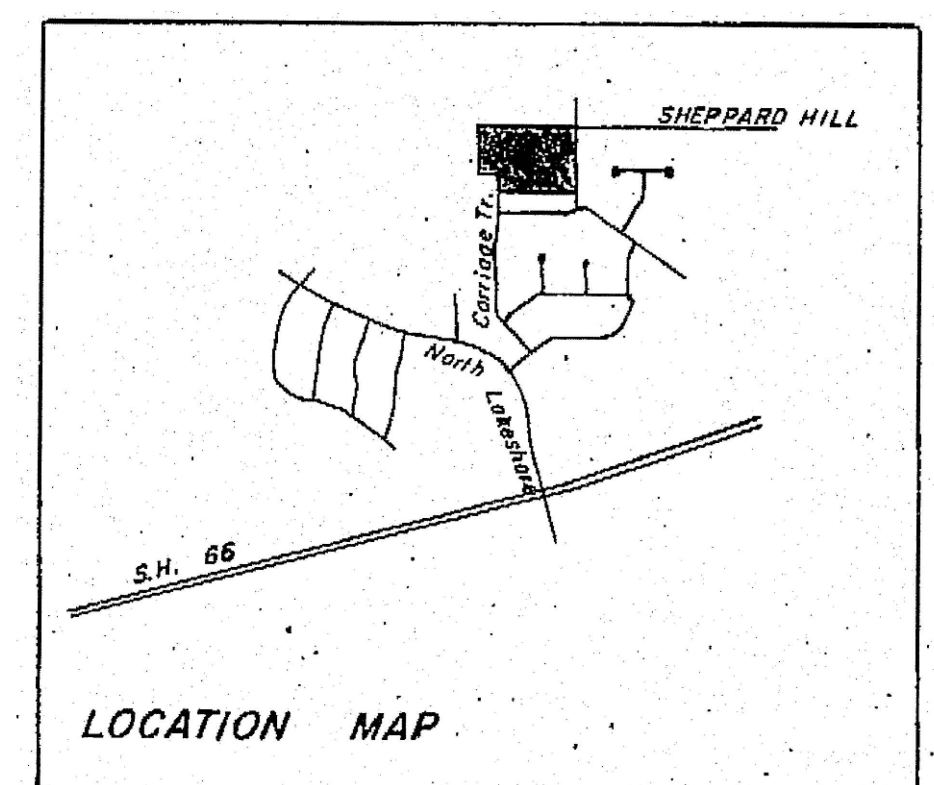 SHEPPARD HILL
Carriage Tr.
North
Lakeshore
S.H. 66
LOCATION MAP